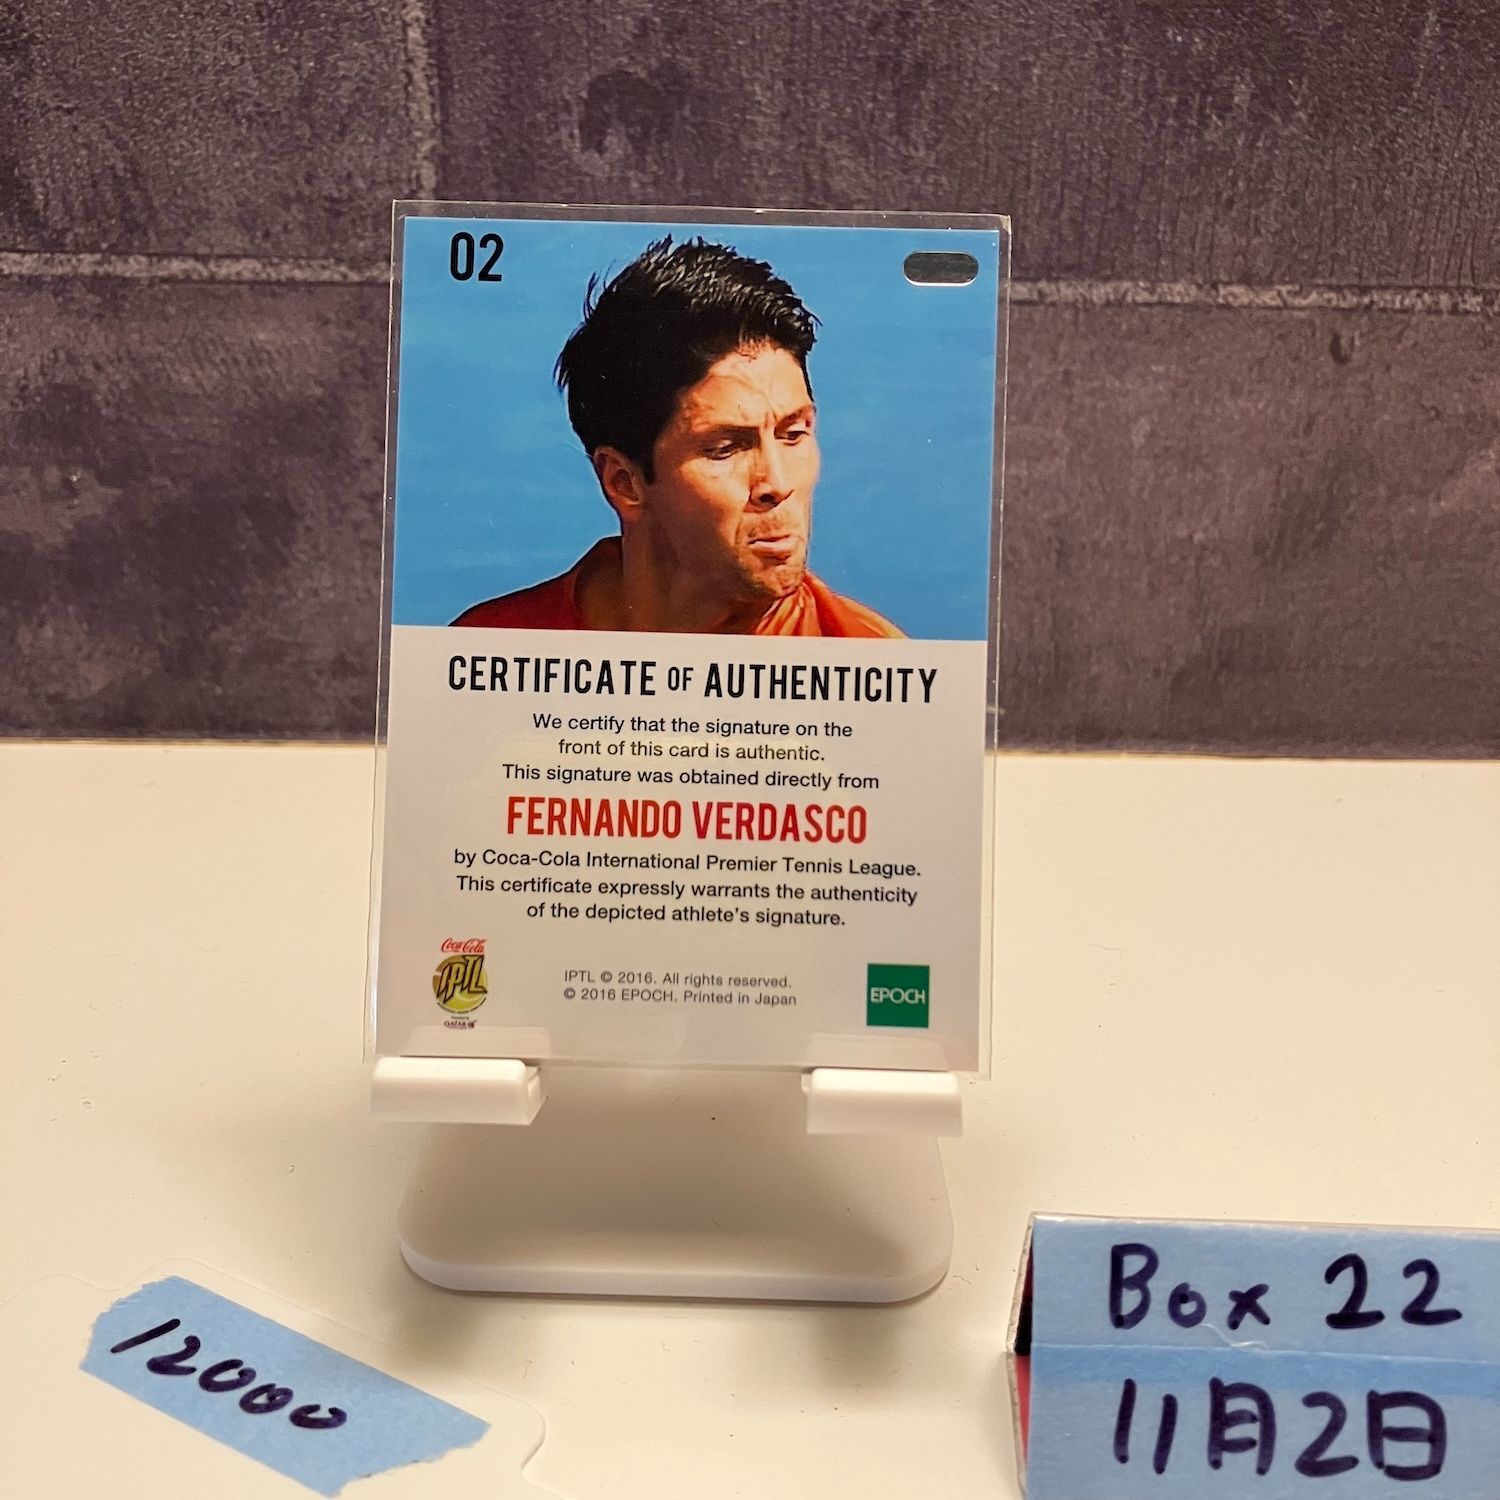 02
CERTIFICATE OF AUTHENTICITY
We certify that the signature on the
front of this card is authentic.
This signature was obtained directly from
FERNANDO VERDASCO
by Coca-Cola International Premier Tennis League.
This certificate expressly warrants the authenticity
of the depicted athlete's signature.
Coca-Cola
IPTL
QATAR
IPTL © 2016. All rights reserved.
© 2016 EPOCH. Printed in Japan
EPOCH
12000
Box 22
11月2日